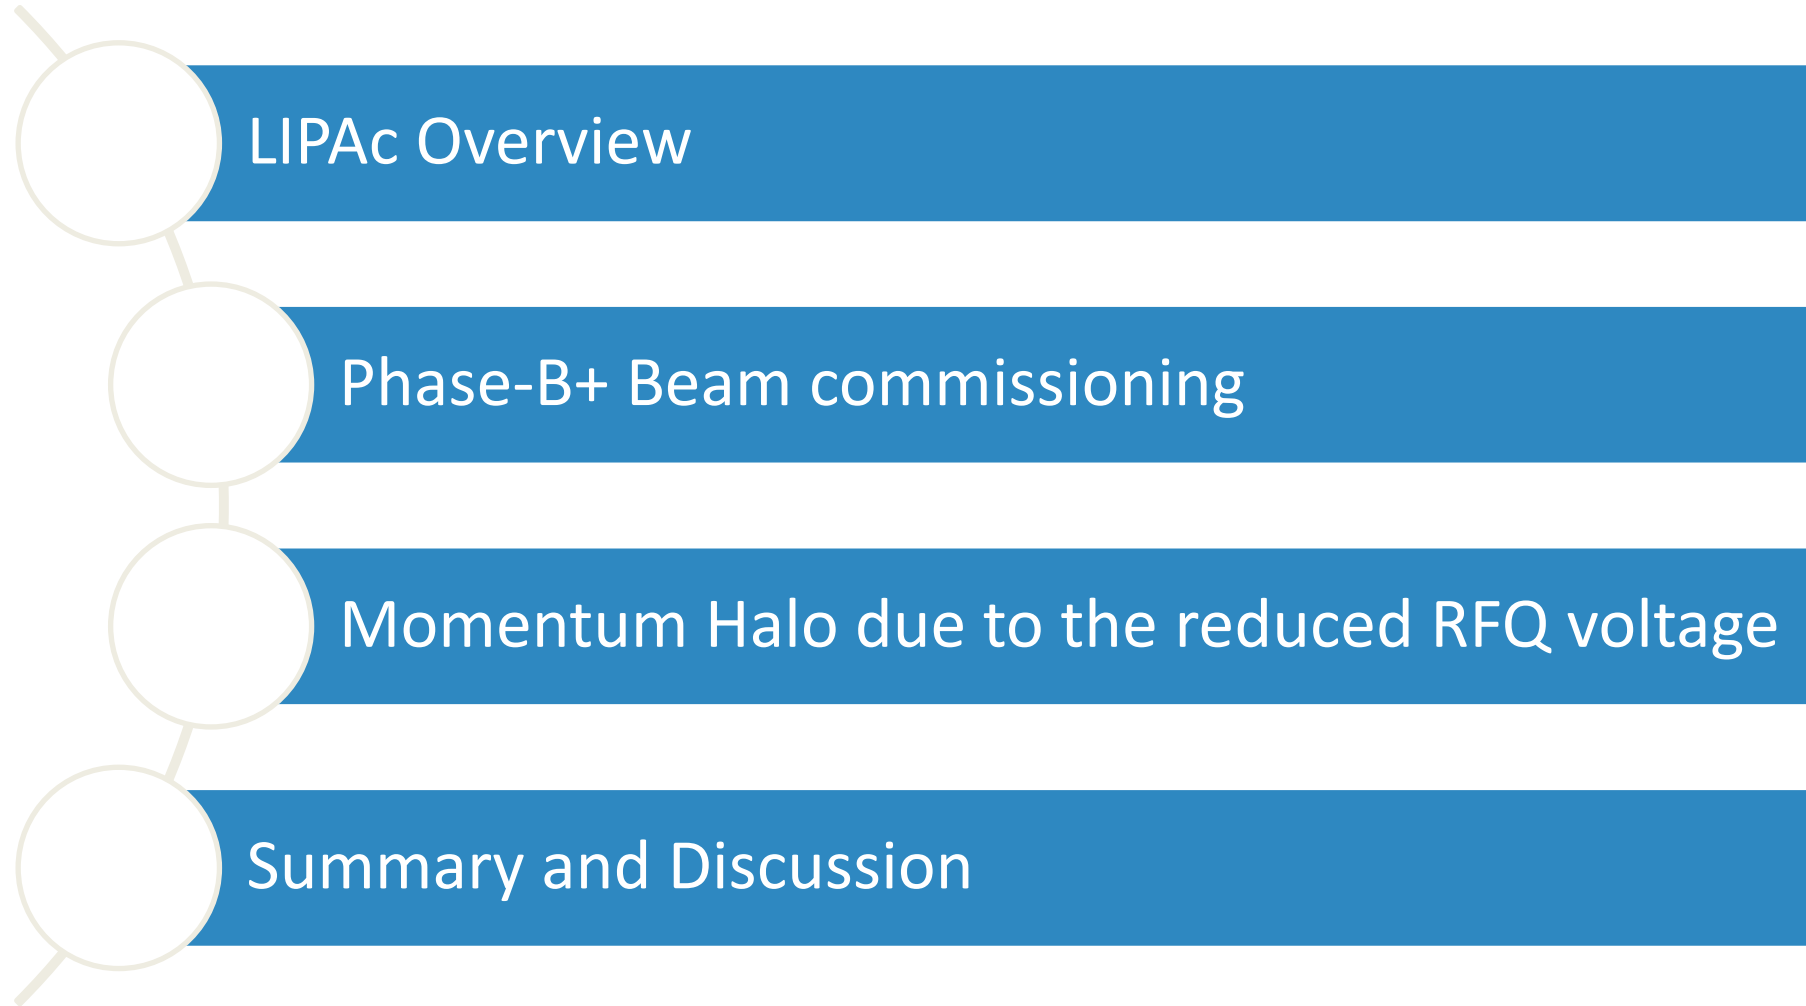 LIPAc Overview
Phase-B+ Beam commissioning
Momentum Halo due to the reduced RFQ voltage
Summary and Discussion